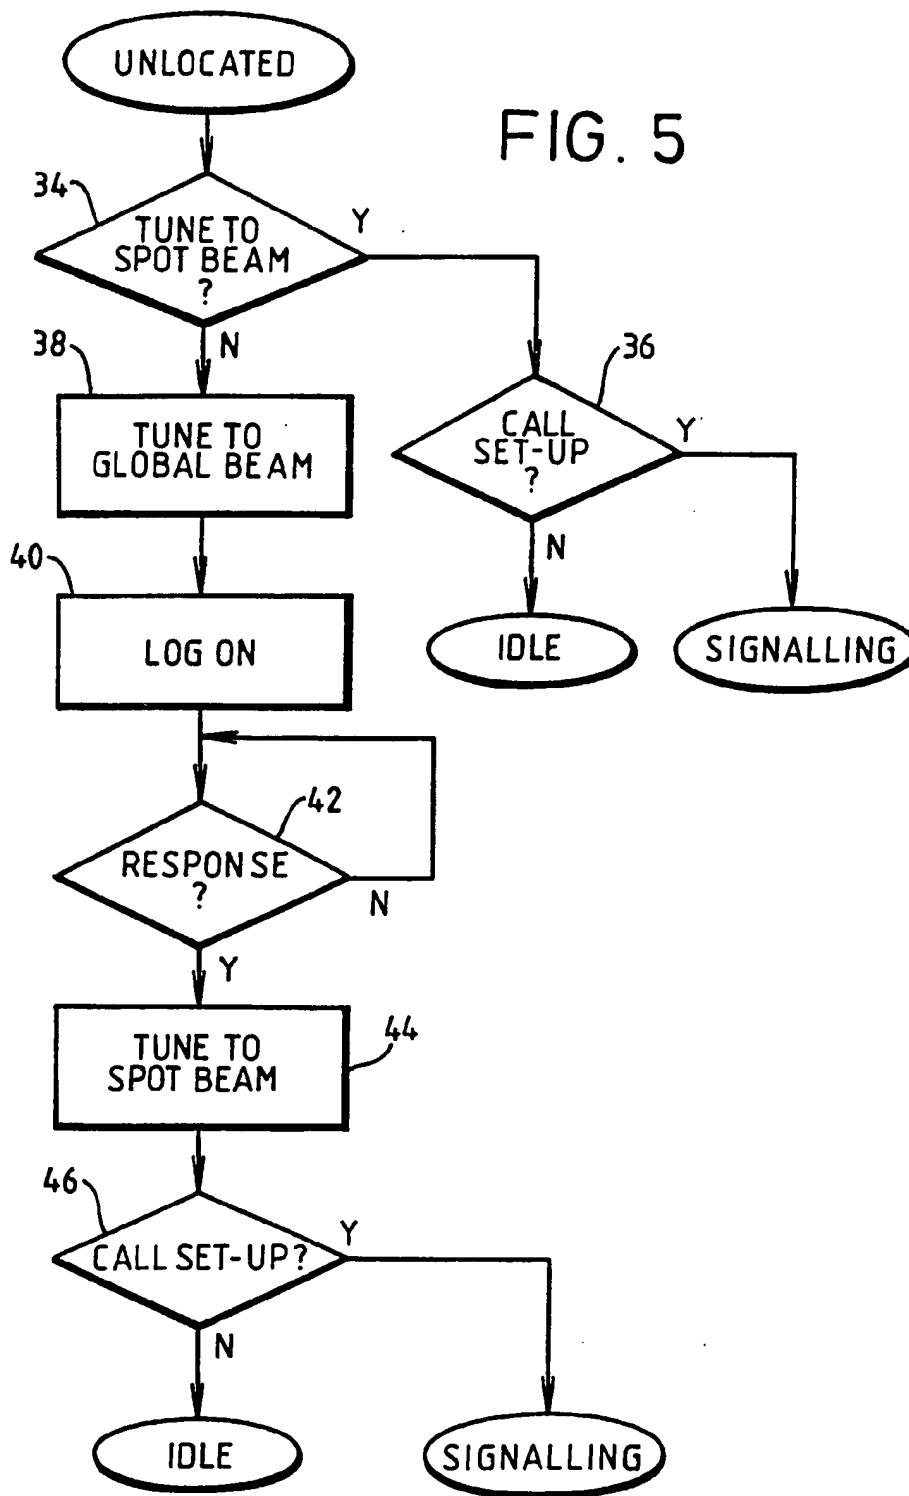 UNLOCATED
FIG. 5
34
TUNE TO
SPOT BEAM
?
Y
N
38
TUNE TO
GLOBAL BEAM
36
CALL
SET-UP
?
Y
N
40
LOG ON
IDLE
SIGNALLING
42
RESPONSE
?
N
Y
44
TUNE TO
SPOT BEAM
46
CALL SET-UP?
Y
N
IDLE
SIGNALLING